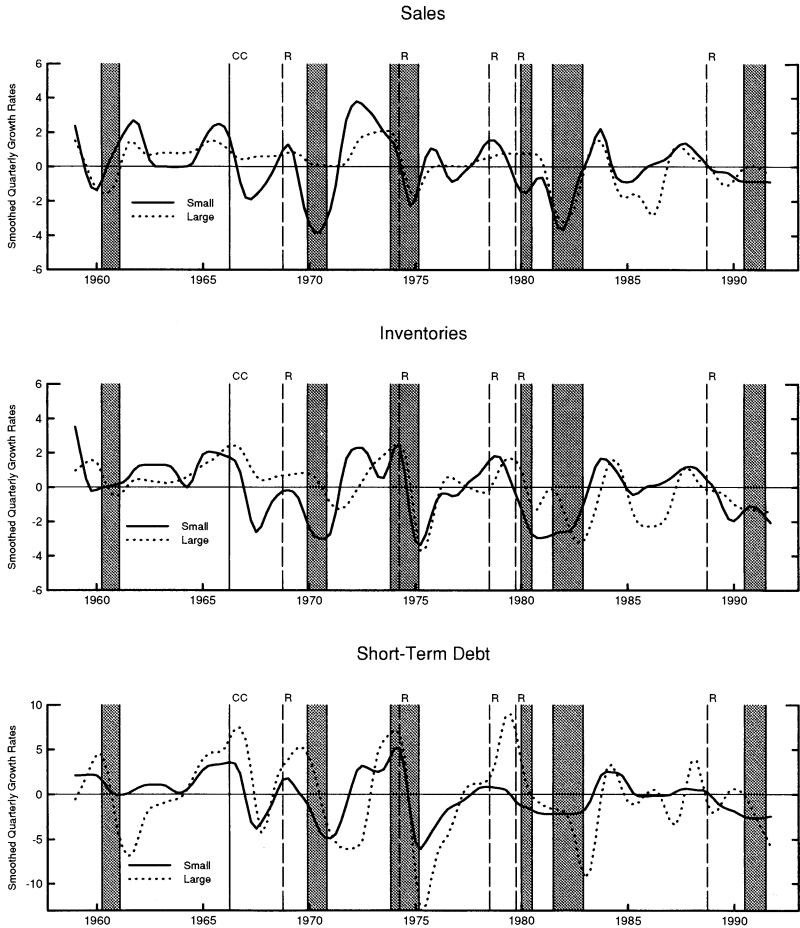 Sales
CC R R R R R
6
4
2
0
-2
-4
-6
Smoothed Quarterly Growth Rates
Small
Large
1960 1965 1970 1975 1980 1985 1990
Inventories
CC R R R R R
6
4
2
0
-2
-4
-6
Smoothed Quarterly Growth Rates
Small
Large
1960 1965 1970 1975 1980 1985 1990
Short-Term Debt
CC R R R R R
10
5
0
-5
-10
Smoothed Quarterly Growth Rates
Small
Large
1960 1965 1970 1975 1980 1985 1990